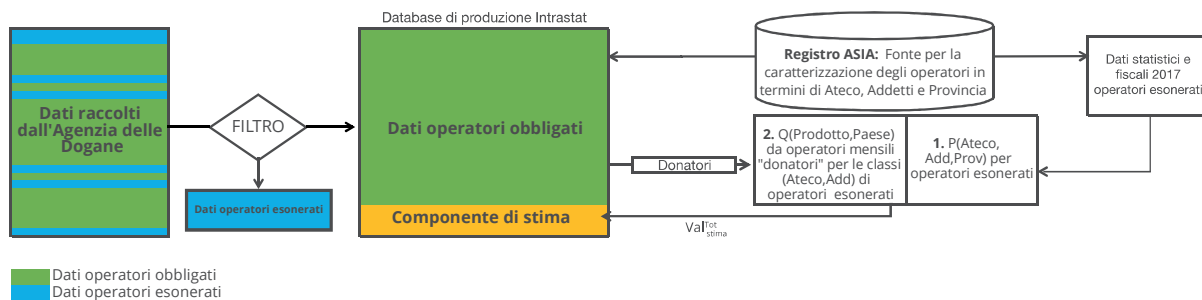 Database di produzione Intrastat
Dati raccolti
dall'Agenzia delle
Dogane
FILTRO
Dati operatori esonerati
Dati operatori obbligati
Componente di stima
Registro ASIA: Fonte per la
caratterizzazione degli operatori in
termini di Ateco, Addetti e Provincia
Dati statistici e
fiscali 2017
operatori esonerati
Donatori
2. Q(Prodotto,Paese)
da operatori mensili
"donatori" per le classi
(Ateco,Add) di
operatori esonerati
1. P(Ateco,
Add,Prov) per
operatori esonerati
Val Tot stima
Dati operatori obbligati
Dati operatori esonerati